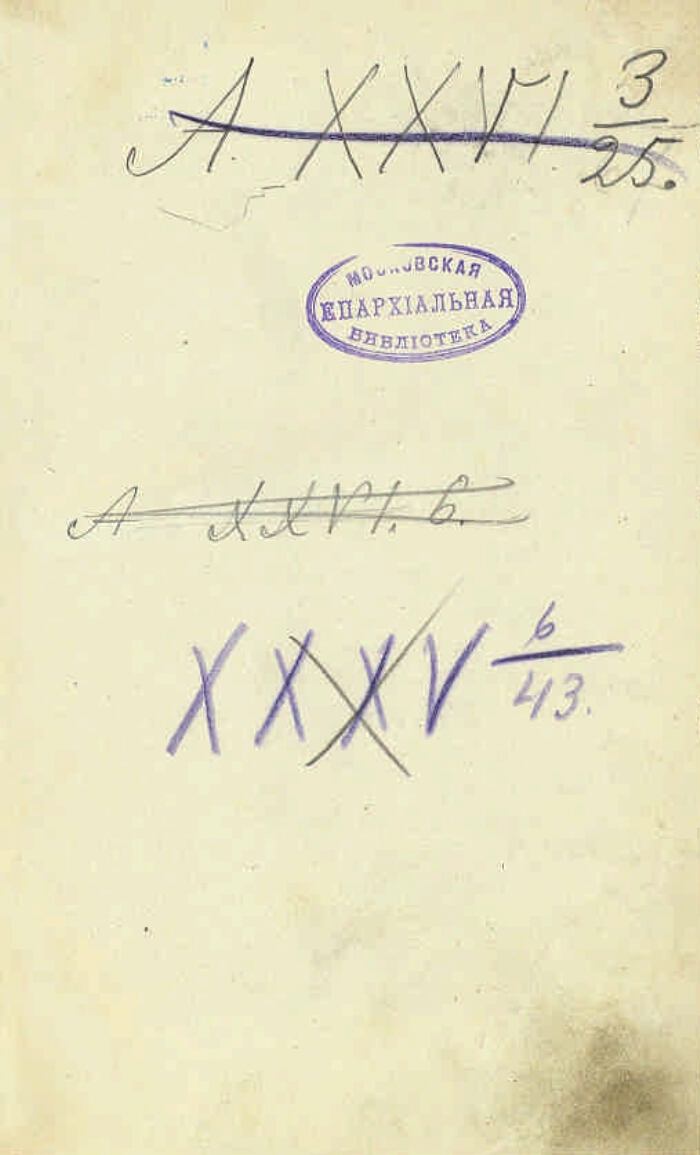 A XXVI 3/25.
МОСКОВСКАЯ
ЕПАРХІАЛЬНАЯ
БИБЛІОТЕКА
A XXVI. 6.
XXXV 6/43.